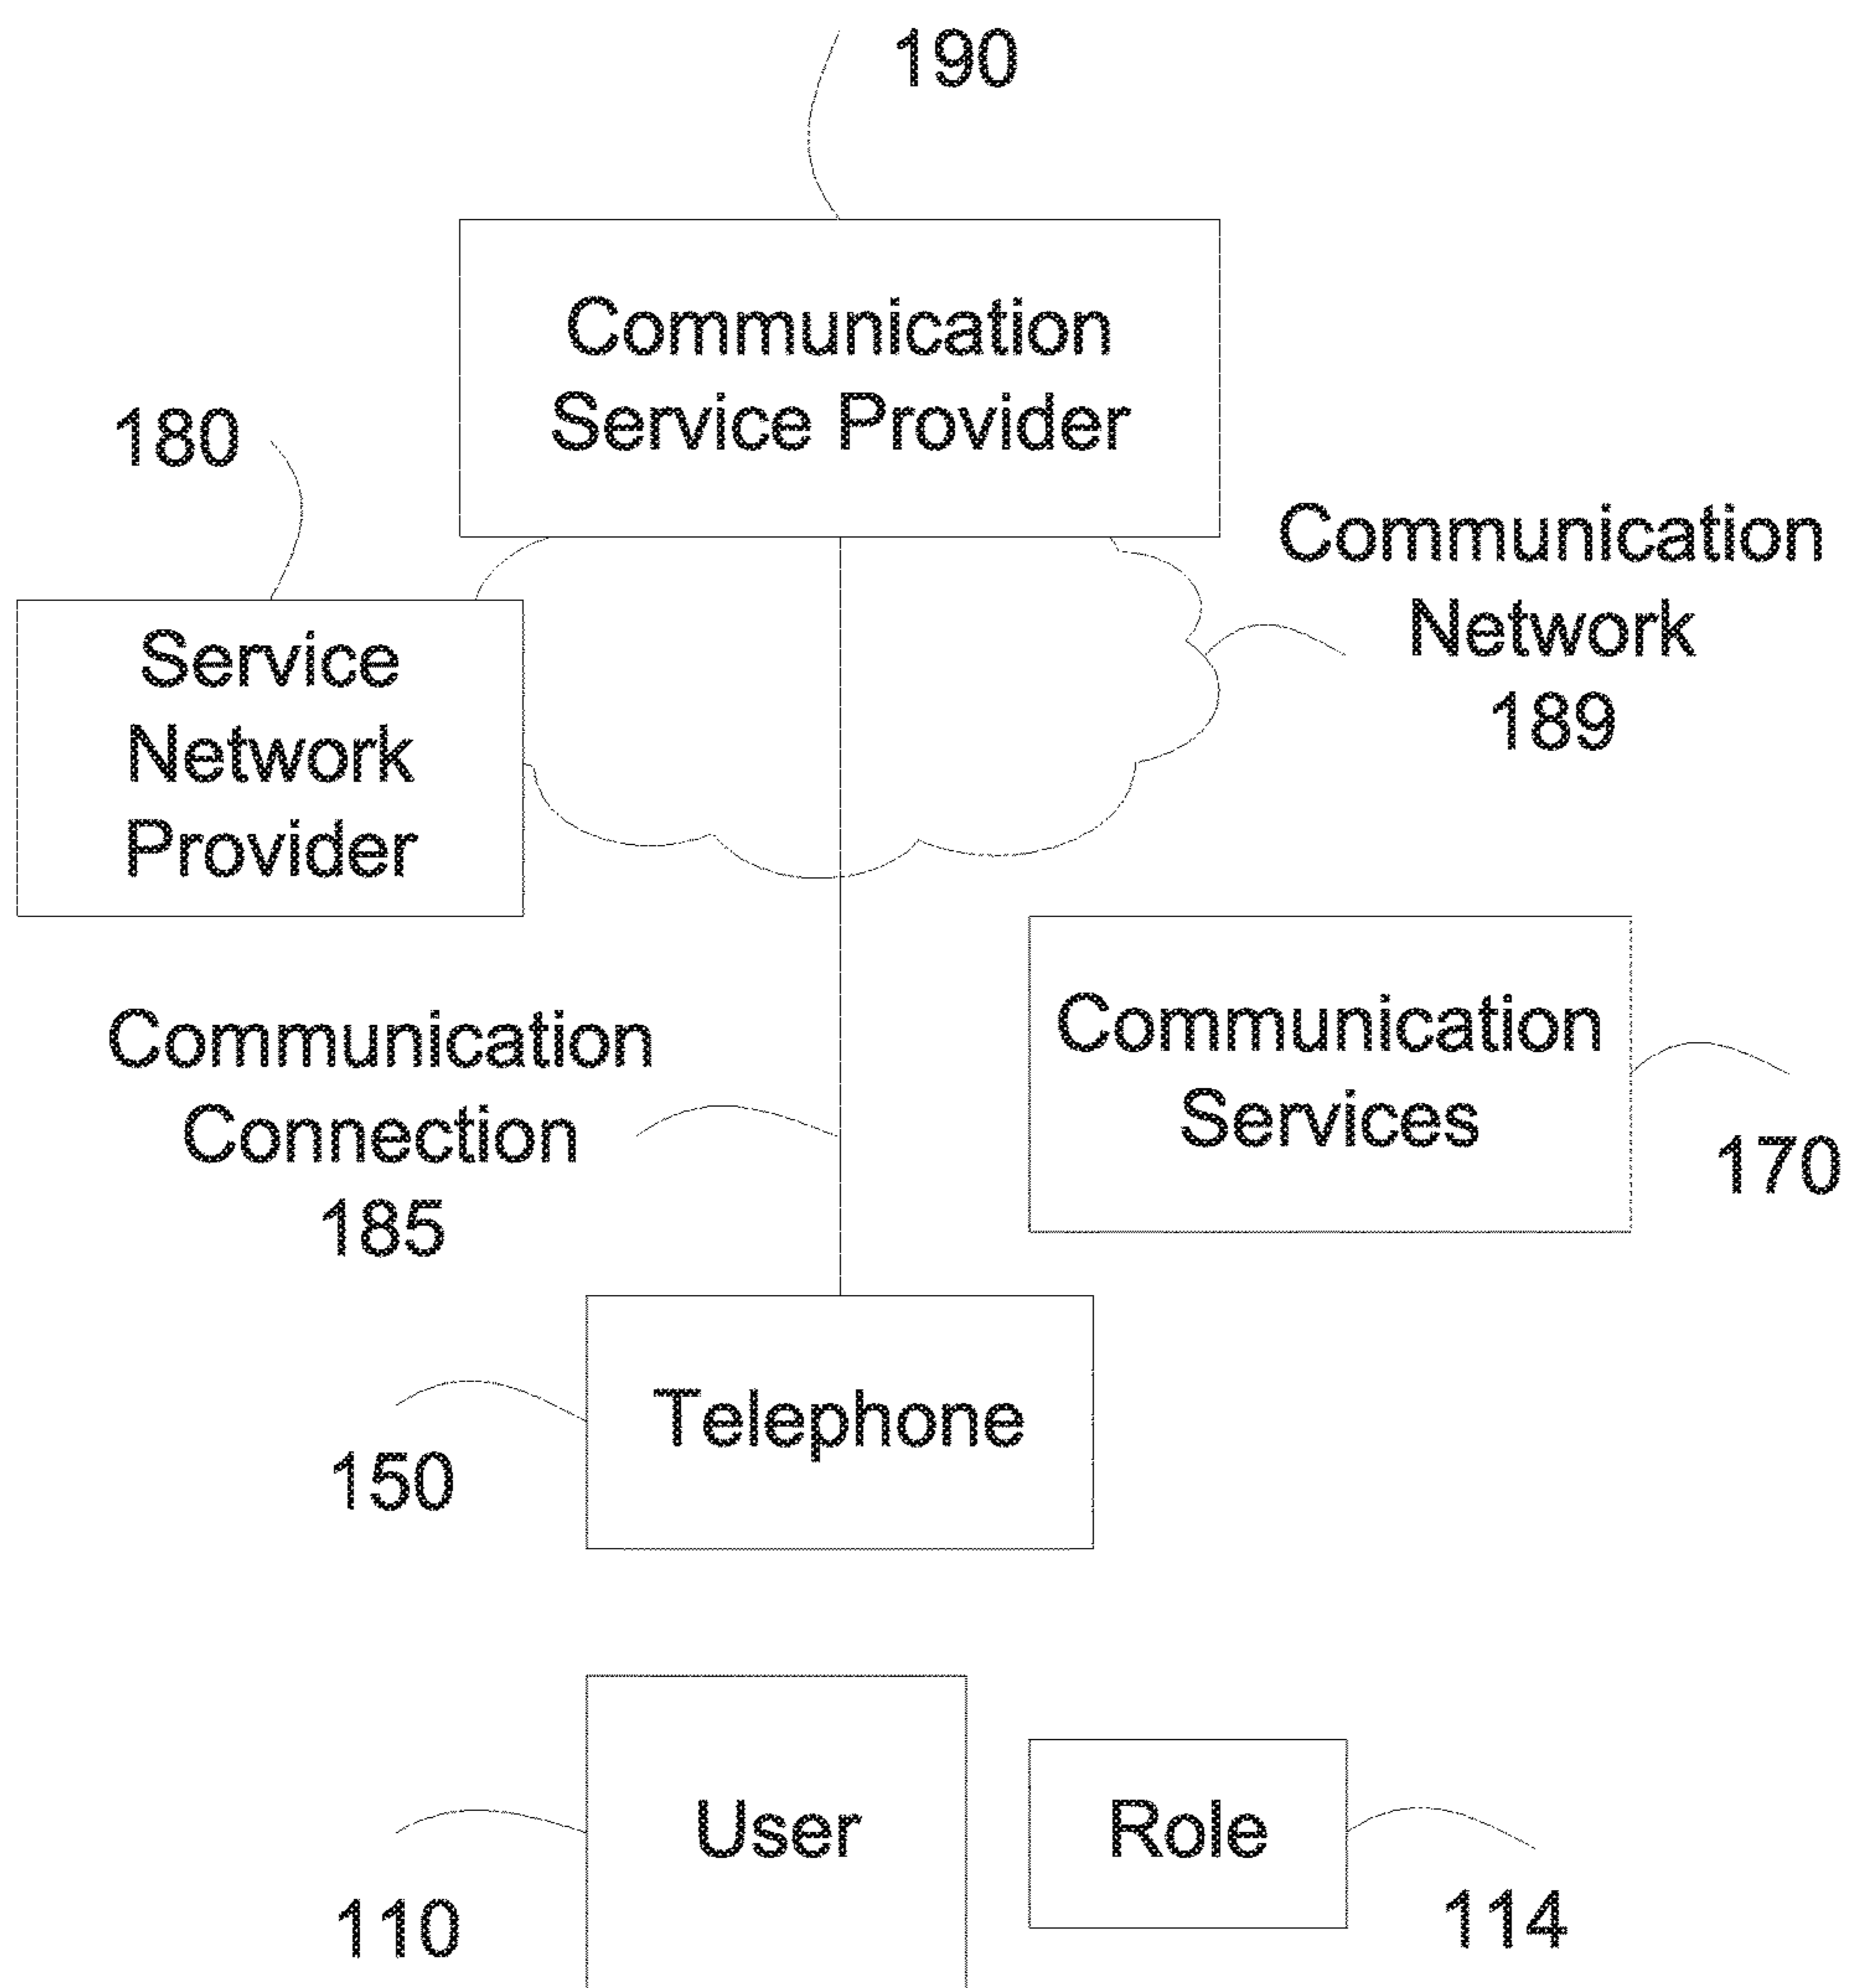 190
Communication
Service Provider
180
Communication
Network
189
Service
Network
Provider
Communication
Connection
185
Communication
Services
170
Telephone
150
User
110
Role
114